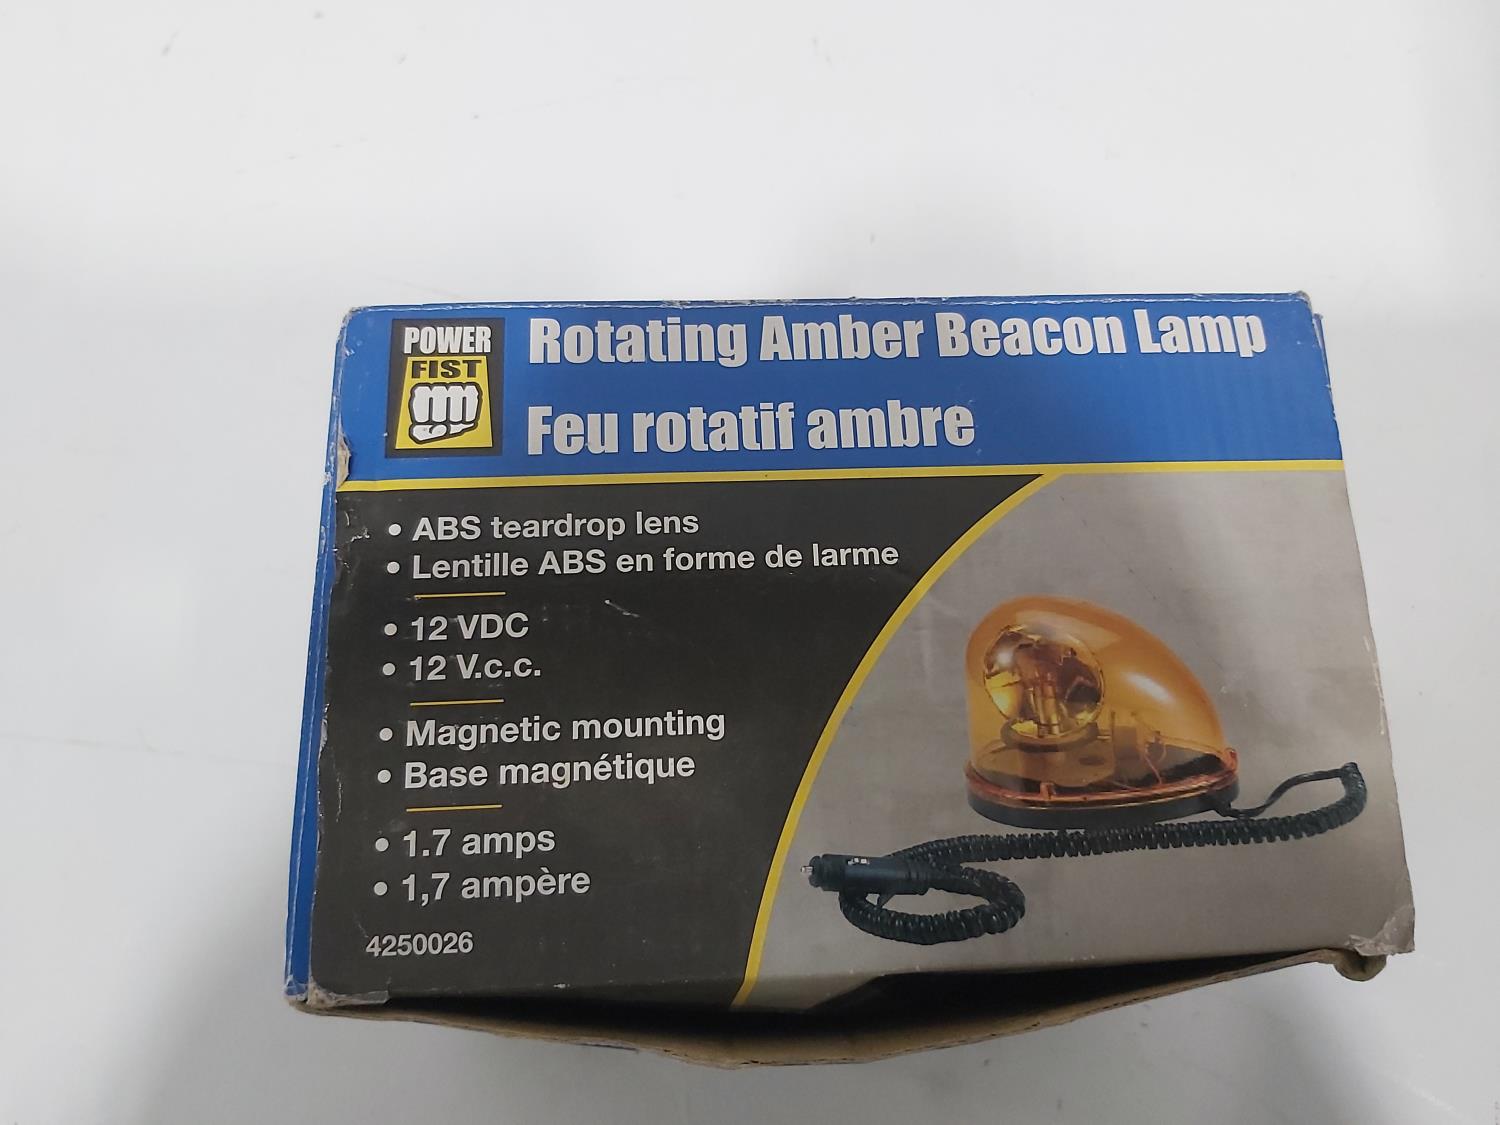 POWER
FIST
Rotating Amber Beacon Lamp
Feu rotatif ambre
• ABS teardrop lens
• Lentille ABS en forme de larme
• 12 VDC
• 12 V.c.c.
• Magnetic mounting
• Base magnétique
• 1.7 amps
• 1,7 ampère
4250026